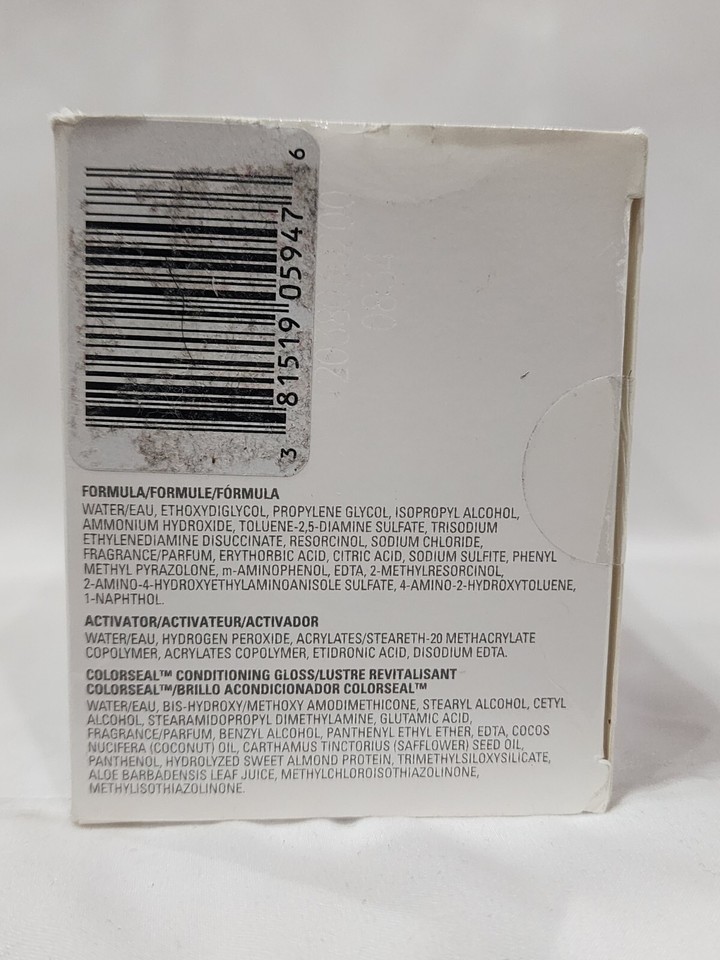 3 81519 05947 6
FORMULA/FORMULE/FÓRMULA
WATER/EAU, ETHOXYDIGLYCOL, PROPYLENE GLYCOL, ISOPROPYL ALCOHOL,
AMMONIUM HYDROXIDE, TOLUENE-2,5-DIAMINE SULFATE, TRISODIUM
ETHYLENEDIAMINE DISUCCINATE, RESORCINOL, SODIUM CHLORIDE,
FRAGRANCE/PARFUM, ERYTHORBIC ACID, CITRIC ACID, SODIUM SULFITE, PHENYL
METHYL PYRAZOLONE, m-AMINOPHENOL, EDTA, 2-METHYLRESORCINOL,
2-AMINO-4-HYDROXYETHYLAMINOANISOLE SULFATE, 4-AMINO-2-HYDROXYTOLUENE,
1-NAPHTHOL.
ACTIVATOR/ACTIVATEUR/ACTIVADOR
WATER/EAU, HYDROGEN PEROXIDE, ACRYLATES/STEARETH-20 METHACRYLATE
COPOLYMER, ACRYLATES COPOLYMER, ETIDRONIC ACID, DISODIUM EDTA.
COLORSEAL™ CONDITIONING GLOSS/LUSTRE REVITALISANT
COLORSEAL™/BRILLO ACONDICIONADOR COLORSEAL™
WATER/EAU, BIS-HYDROXY/METHOXY AMODIMETHICONE, STEARYL ALCOHOL, CETYL
ALCOHOL, STEARAMIDOPROPYL DIMETHYLAMINE, GLUTAMIC ACID,
FRAGRANCE/PARFUM, BENZYL ALCOHOL, PANTHENYL ETHYL ETHER, EDTA, COCOS
NUCIFERA (COCONUT) OIL, CARTHAMUS TINCTORIUS (SAFFLOWER) SEED OIL,
PANTHENOL, HYDROLYZED SWEET ALMOND PROTEIN, TRIMETHYLSILOXYSILICATE,
ALOE BARBADENSIS LEAF JUICE, METHYLCHLOROISOTHIAZOLINONE,
METHYLISOTHIAZOLINONE.